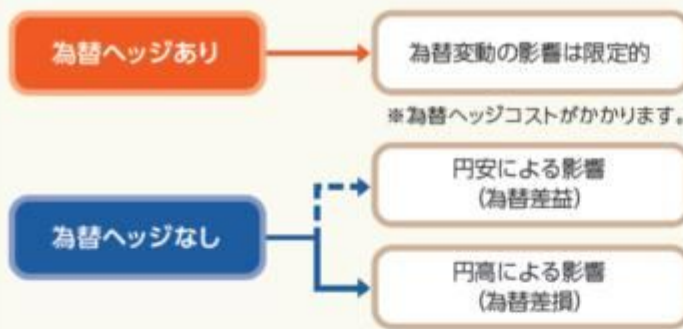 為替ヘッジあり
為替変動の影響は限定的
※為替ヘッジコストがかかります。
為替ヘッジなし
円安による影響
(為替差益)
円高による影響
(為替差損)